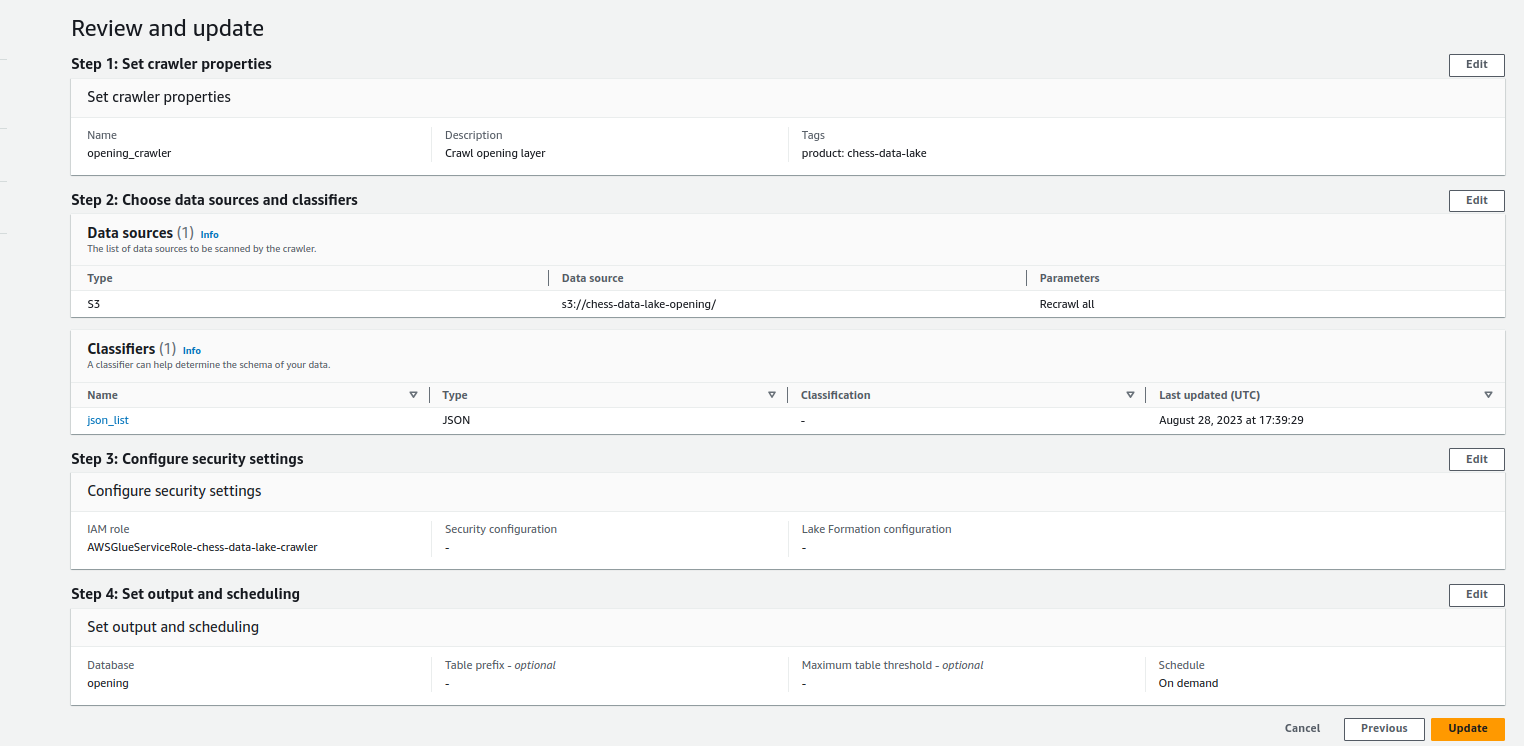 Review and update
Step 1: Set crawler properties
Edit
Set crawler properties
Name
Description
Tags
opening_crawler
Crawl opening layer
product: chess-data-lake
Step 2: Choose data sources and classifiers
Edit
Data sources (1) Info
The list of data sources to be scanned by the crawler.
Type
Data source
Parameters
S3
s3://chess-data-lake-opening/
Recrawl all
Classifiers (1) Info
A classifier can help determine the schema of your data.
Name
Type
Classification
Last updated (UTC)
json_list
JSON
-
August 28, 2023 at 17:39:29
Step 3: Configure security settings
Edit
Configure security settings
IAM role
Security configuration
Lake Formation configuration
AWSGlueServiceRole-chess-data-lake-crawler
-
-
Step 4: Set output and scheduling
Edit
Set output and scheduling
Database
Table prefix - optional
Maximum table threshold - optional
Schedule
opening
-
-
On demand
Cancel
Previous
Update